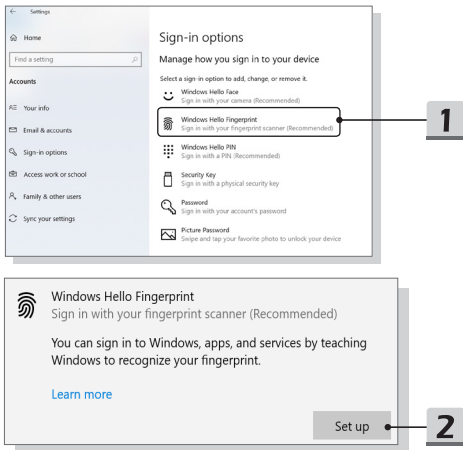 Settings
Home
Find a setting
Accounts
Your info
Email & accounts
Sign-in options
Access work or school
Family & other users
Sync your settings
Sign-in options
Manage how you sign in to your device
Select a sign-in option to add, change, or remove it.
Windows Hello Face
Sign in with your camera (Recommended)
Windows Hello Fingerprint
Sign in with your fingerprint scanner (Recommended)
Windows Hello PIN
Sign in with a PIN (Recommended)
Security Key
Sign in with a physical security key
Password
Sign in with your account's password
Picture Password
Swipe and tap your favorite photo to unlock your device
1
Windows Hello Fingerprint
Sign in with your fingerprint scanner (Recommended)
You can sign in to Windows, apps, and services by teaching
Windows to recognize your fingerprint.
Learn more
Set up
2